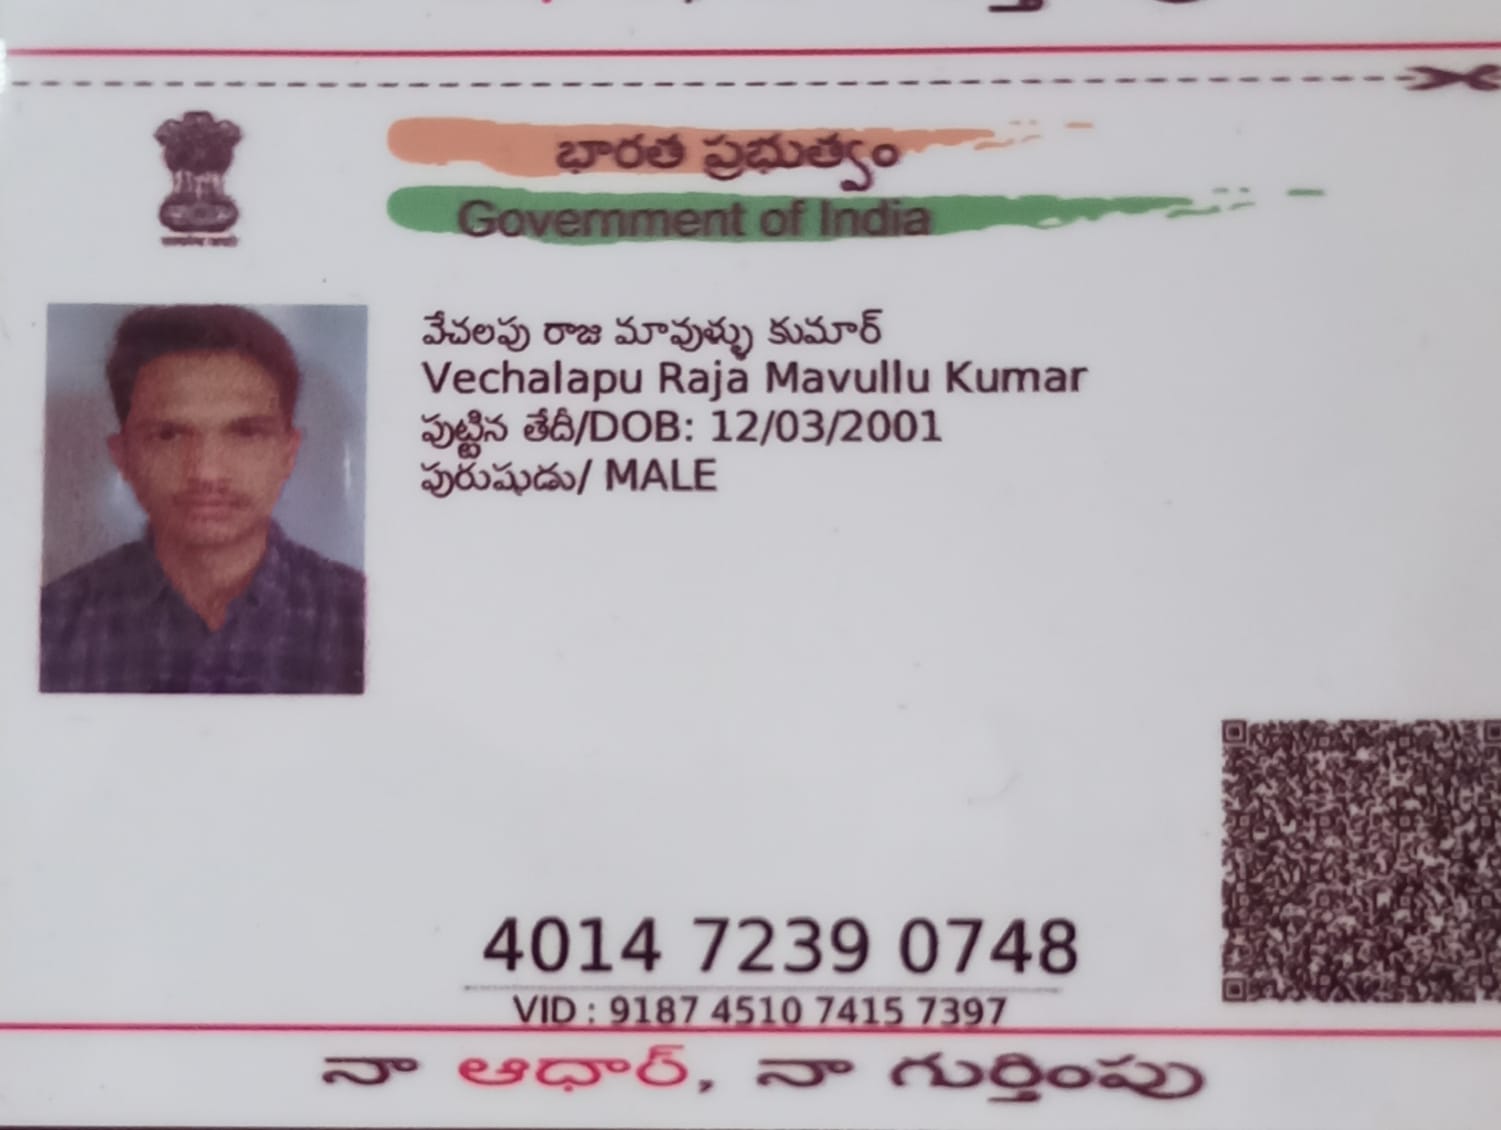 భారత ప్రభుత్వం
Government of India
వేచలపు రాజ మావుళ్ళు కుమార్
Vechalapu Raja Mavullu Kumar
పుట్టిన తేదీ/DOB: 12/03/2001
పురుషుడు/ MALE
4014 7239 0748
VID : 9187 4510 7415 7397
నా ఆధార్, నా గుర్తింపు